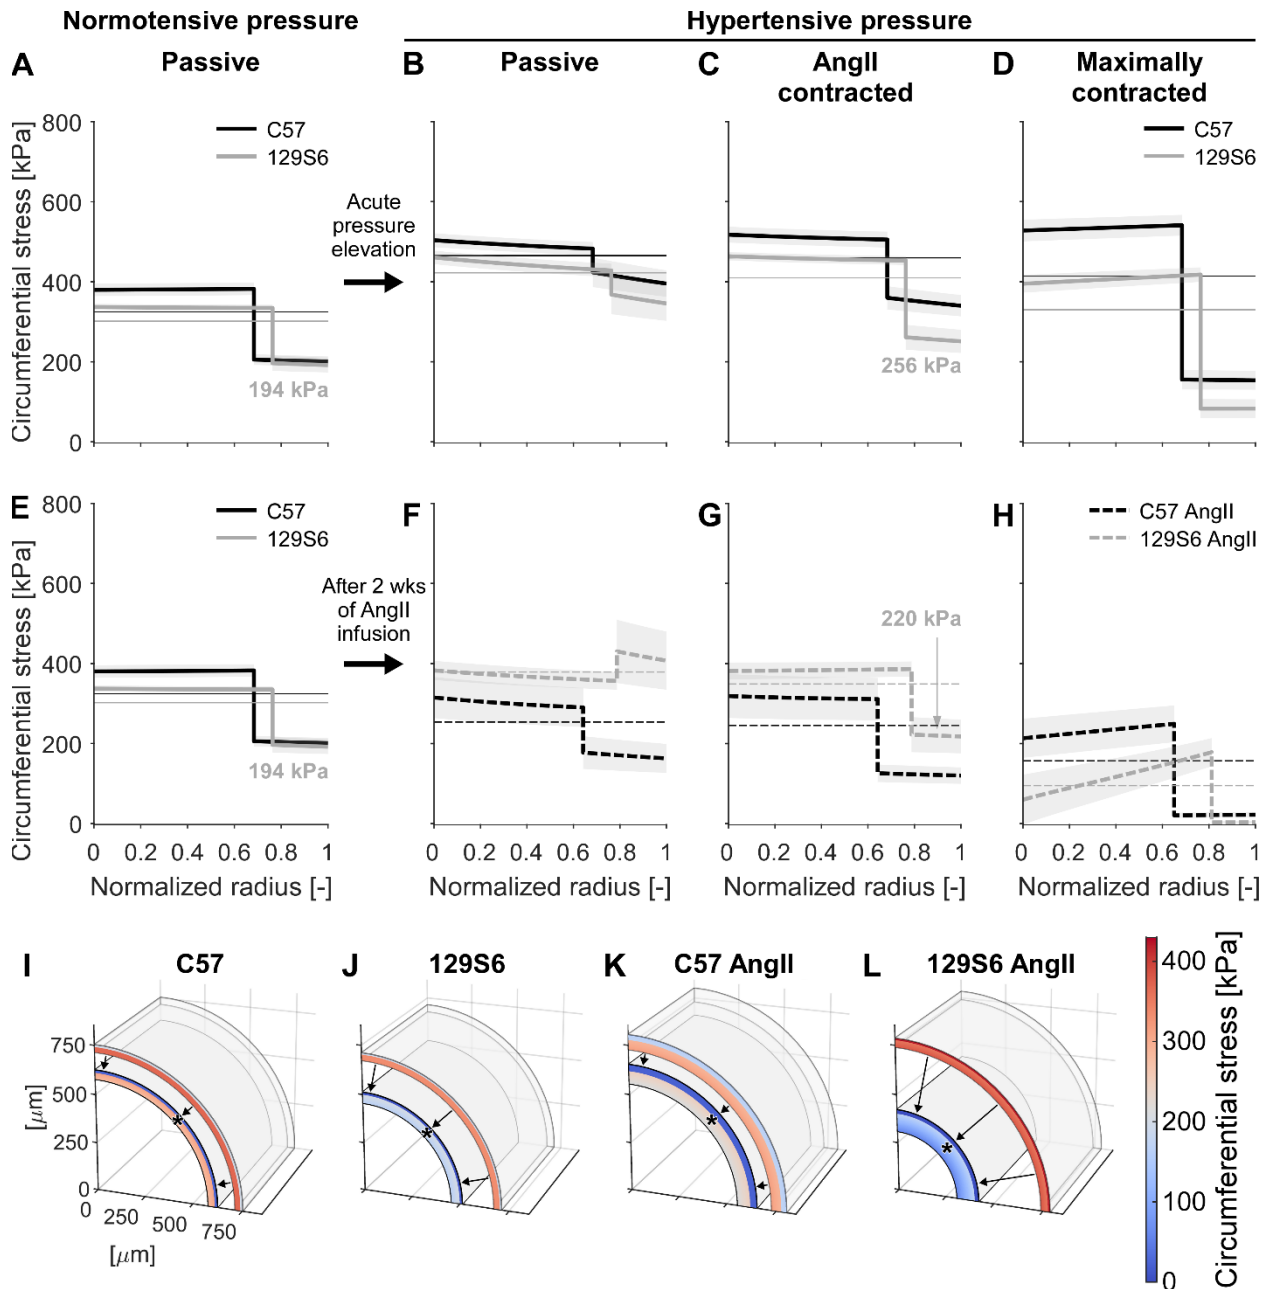 Normotensive pressure
Hypertensive pressure
A
Passive
B
Passive
C
AngII
contracted
D
Maximally
contracted
Circumferential stress [kPa]
800
600
400
200
0
C57
129S6
194 kPa
Acute
pressure
elevation
256 kPa
C57
129S6
E
F
G
H
Circumferential stress [kPa]
800
600
400
200
0
C57
129S6
194 kPa
After 2 wks
of AngII
infusion
220 kPa
C57 AngII
129S6 AngII
0 0.2 0.4 0.6 0.8 1
0 0.2 0.4 0.6 0.8 1
0 0.2 0.4 0.6 0.8 1
0 0.2 0.4 0.6 0.8 1
Normalized radius [-]
Normalized radius [-]
Normalized radius [-]
Normalized radius [-]
I
C57
J
129S6
K
C57 AngII
L
129S6 AngII
[μm]
750
500
250
0
0
250
500
750
[μm]
*
*
*
*
400
300
200
100
0
Circumferential stress [kPa]